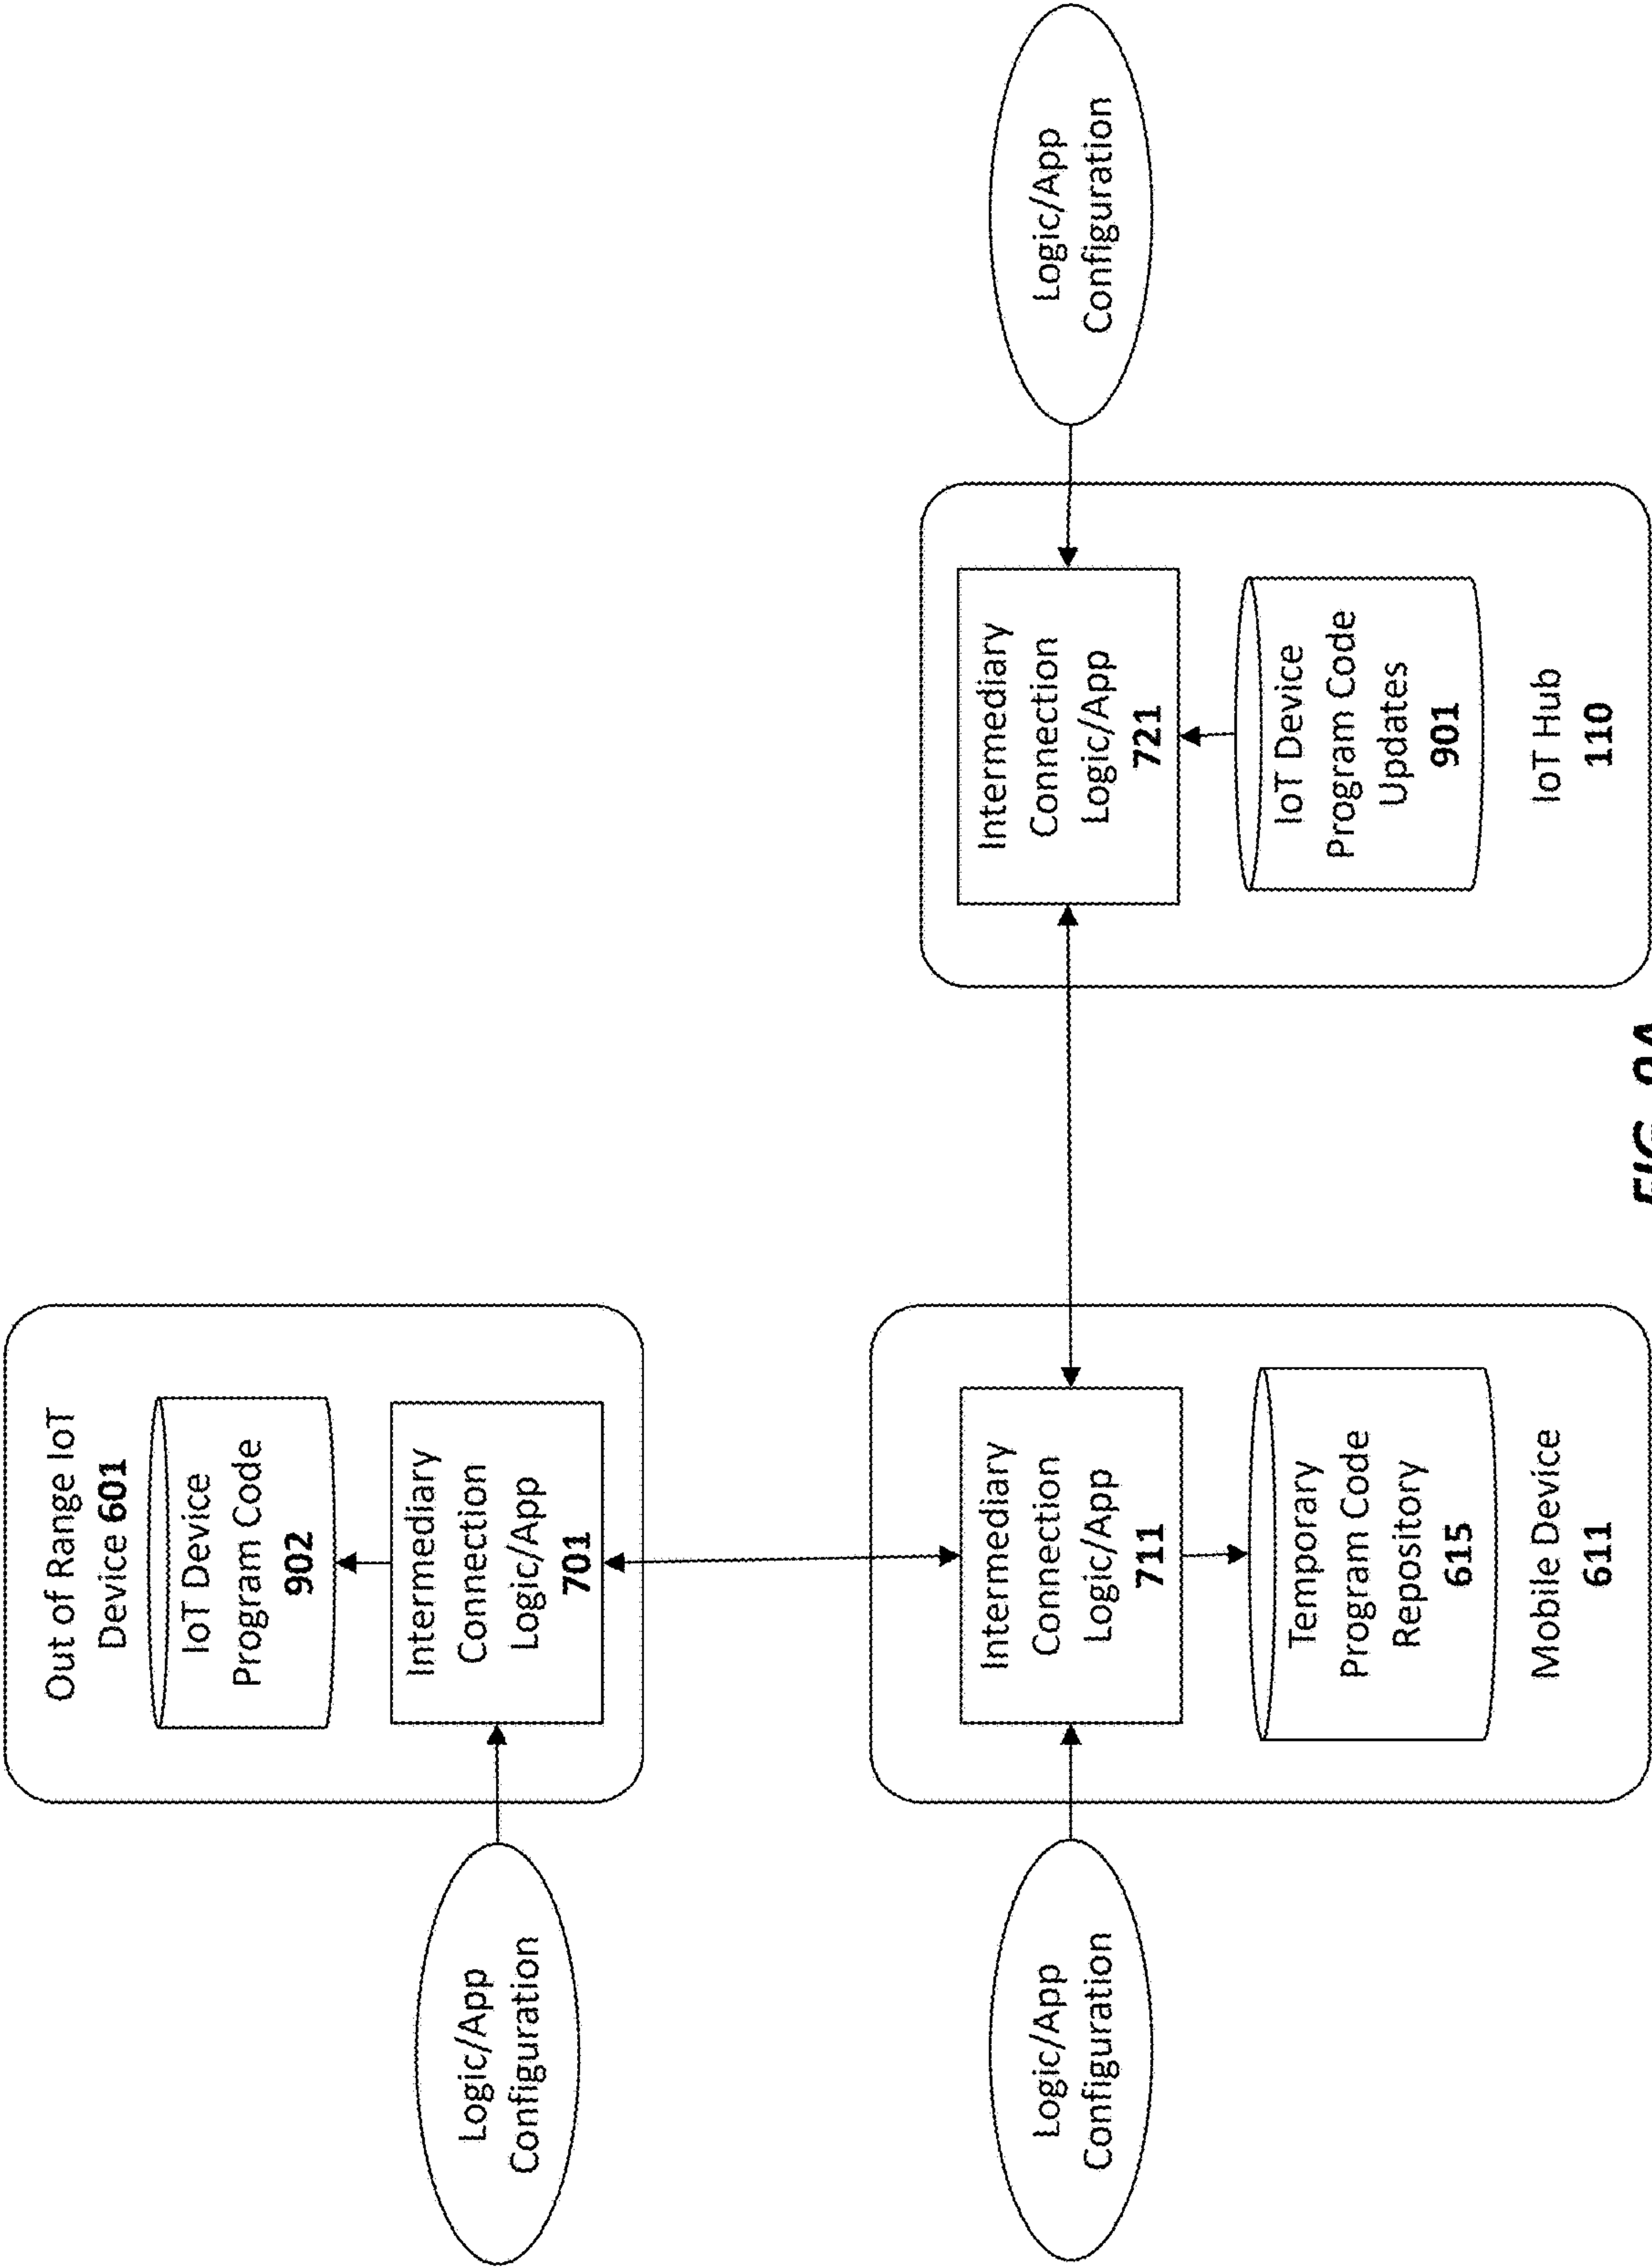 Out of Range IoT
Device 601
IoT Device
Program Code
902
Intermediary
Connection
Logic/App
701
Logic/App
Configuration
Logic/App
Configuration
Intermediary
Connection
Logic/App
711
Temporary
Program Code
Repository
615
Mobile Device
611
Intermediary
Connection
Logic/App
721
IoT Device
Program Code
Updates
901
IoT Hub
110
Logic/App
Configuration
FIG. 9A